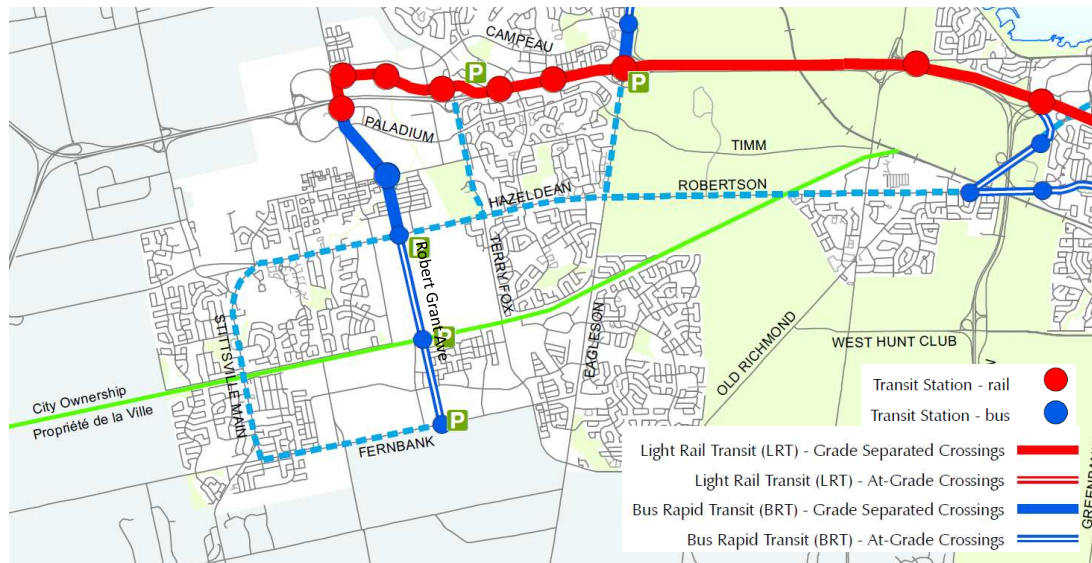 CAMPEAU
P
P
PALADIUM
TIMM
HAZELDEAN
ROBERTSON
P
Robert Grant Ave
TERRY FOX
STITTSVILLE MAIN
EAGLESON
P
OLD RICHMOND
WEST HUNT CLUB
City Ownership
Propriété de la Ville
P
FERNBANK
Transit Station - rail
Transit Station - bus
Light Rail Transit (LRT) - Grade Separated Crossings
Light Rail Transit (LRT) - At-Grade Crossings
Bus Rapid Transit (BRT) - Grade Separated Crossings
Bus Rapid Transit (BRT) - At-Grade Crossings